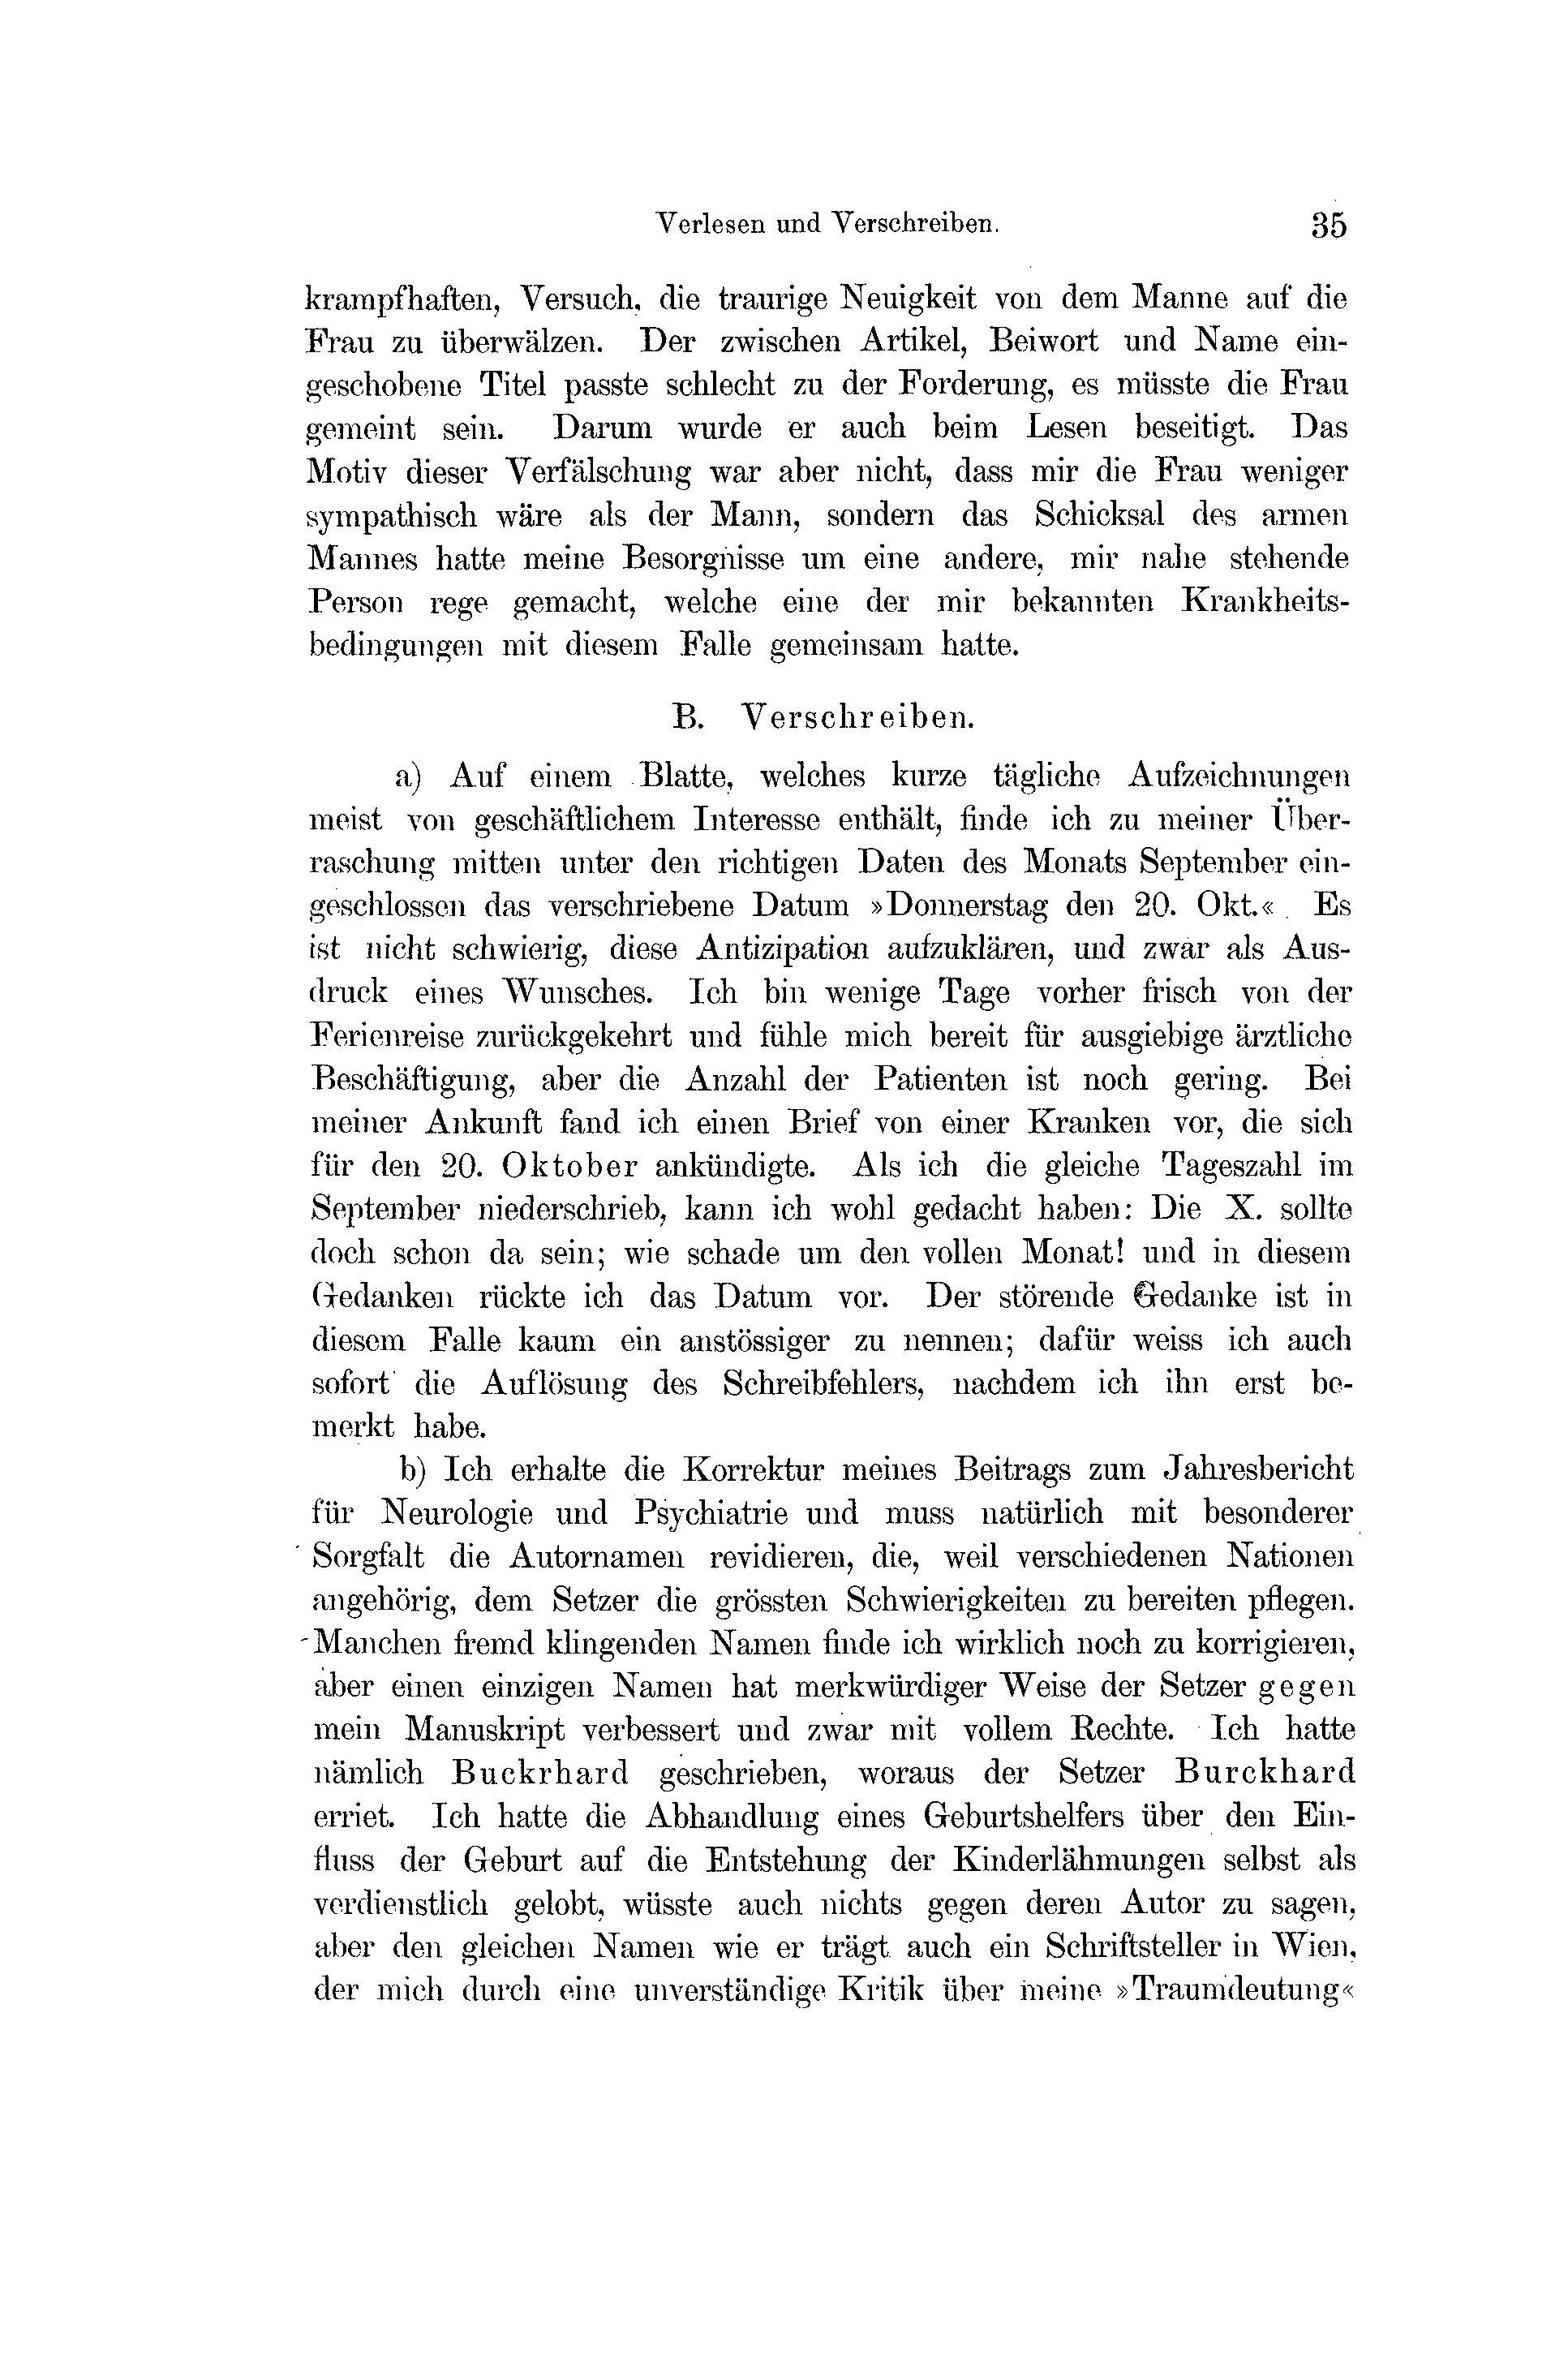 Verlesen und Verschreiben. 35
krampfhaften, Versuch, die traurige Neuigkeit von dem Manne auf die
Frau zu überwälzen. Der zwischen Artikel, Beiwort und Name ein-
geschobene Titel passte schlecht zu der Forderung, es müsste die Frau
gemeint sein. Darum wurde er auch beim Lesen beseitigt. Das
Motiv dieser Verfälschung war aber nicht, dass mir die Frau weniger
sympathisch wäre als der Mann, sondern das Schicksal des armen
Mannes hatte meine Besorgnisse um eine andere, mir nahe stehende
Person rege gemacht, welche eine der mir bekannten Krankheits-
bedingungen mit diesem Falle gemeinsam hatte.
B. Verschreiben.
a) Auf einem Blatte, welches kurze tägliche Aufzeichnungen
meist von geschäftlichem Interesse enthält, finde ich zu meiner Über-
raschung mitten unter den richtigen Daten des Monats September ein-
geschlossen das verschriebene Datum »Donnerstag den 20. Okt.« Es
ist nicht schwierig, diese Antizipation aufzuklären, und zwar als Aus-
druck eines Wunsches. Ich bin wenige Tage vorher frisch von der
Ferienreise zurückgekehrt und fühle mich bereit für ausgiebige ärztliche
Beschäftigung, aber die Anzahl der Patienten ist noch gering. Bei
meiner Ankunft fand ich einen Brief von einer Kranken vor, die sich
für den 20. Oktober ankündigte. Als ich die gleiche Tageszahl im
September niederschrieb, kann ich wohl gedacht haben: Die X. sollte
doch schon da sein; wie schade um den vollen Monat! und in diesem
Gedanken rückte ich das Datum vor. Der störende Gedanke ist in
diesem Falle kaum ein anstössiger zu nennen; dafür weiss ich auch
sofort die Auflösung des Schreibfehlers, nachdem ich ihn erst be-
merkt habe.
b) Ich erhalte die Korrektur meines Beitrags zum Jahresbericht
für Neurologie und Psychiatrie und muss natürlich mit besonderer
Sorgfalt die Autornamen revidieren, die, weil verschiedenen Nationen
angehörig, dem Setzer die grössten Schwierigkeiten zu bereiten pflegen.
Manchen fremd klingenden Namen finde ich wirklich noch zu korrigieren,
aber einen einzigen Namen hat merkwürdiger Weise der Setzer gegen
mein Manuskript verbessert und zwar mit vollem Rechte. Ich hatte
nämlich Buckrhard geschrieben, woraus der Setzer Burckhard
erriet. Ich hatte die Abhandlung eines Geburtshelfers über den Ein-
fluss der Geburt auf die Entstehung der Kinderlähmungen selbst als
verdienstlich gelobt, wüsste auch nichts gegen deren Autor zu sagen,
aber den gleichen Namen wie er trägt auch ein Schriftsteller in Wien,
der mich durch eine unverständige Kritik über meine »Traumdeutung«